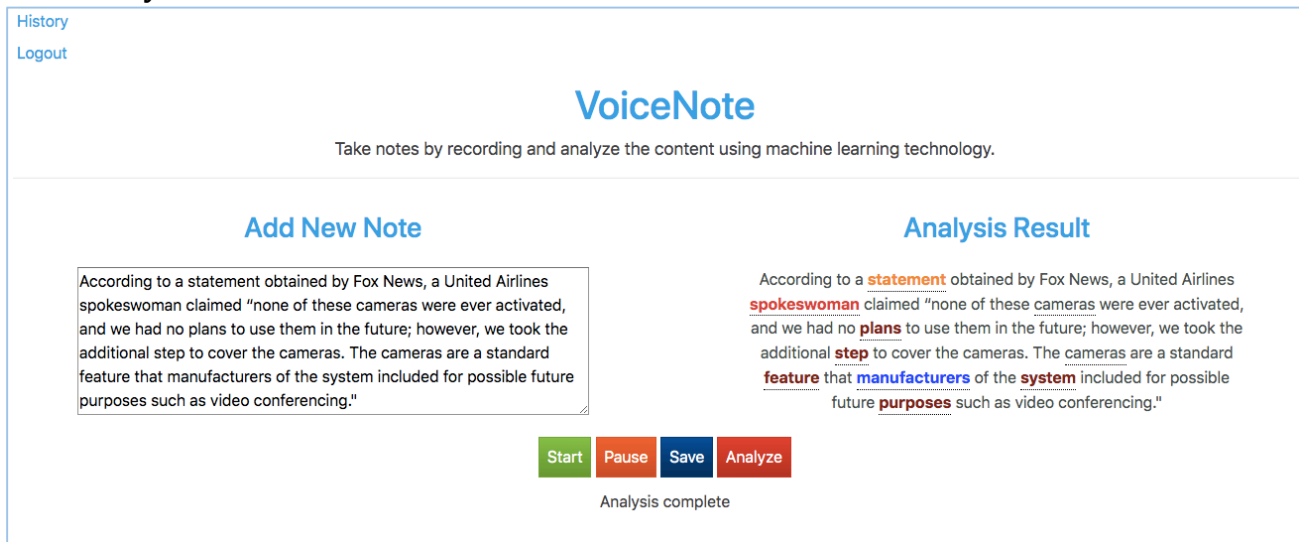 History
Logout
VoiceNote
Take notes by recording and analyze the content using machine learning technology.
Add New Note
According to a statement obtained by Fox News, a United Airlines
spokeswoman claimed “none of these cameras were ever activated,
and we had no plans to use them in the future; however, we took the
additional step to cover the cameras. The cameras are a standard
feature that manufacturers of the system included for possible future
purposes such as video conferencing."
Analysis Result
According to a statement obtained by Fox News, a United Airlines
spokeswoman claimed “none of these cameras were ever activated,
and we had no plans to use them in the future; however, we took the
additional step to cover the cameras. The cameras are a standard
feature that manufacturers of the system included for possible
future purposes such as video conferencing."
Start Pause Save Analyze
Analysis complete